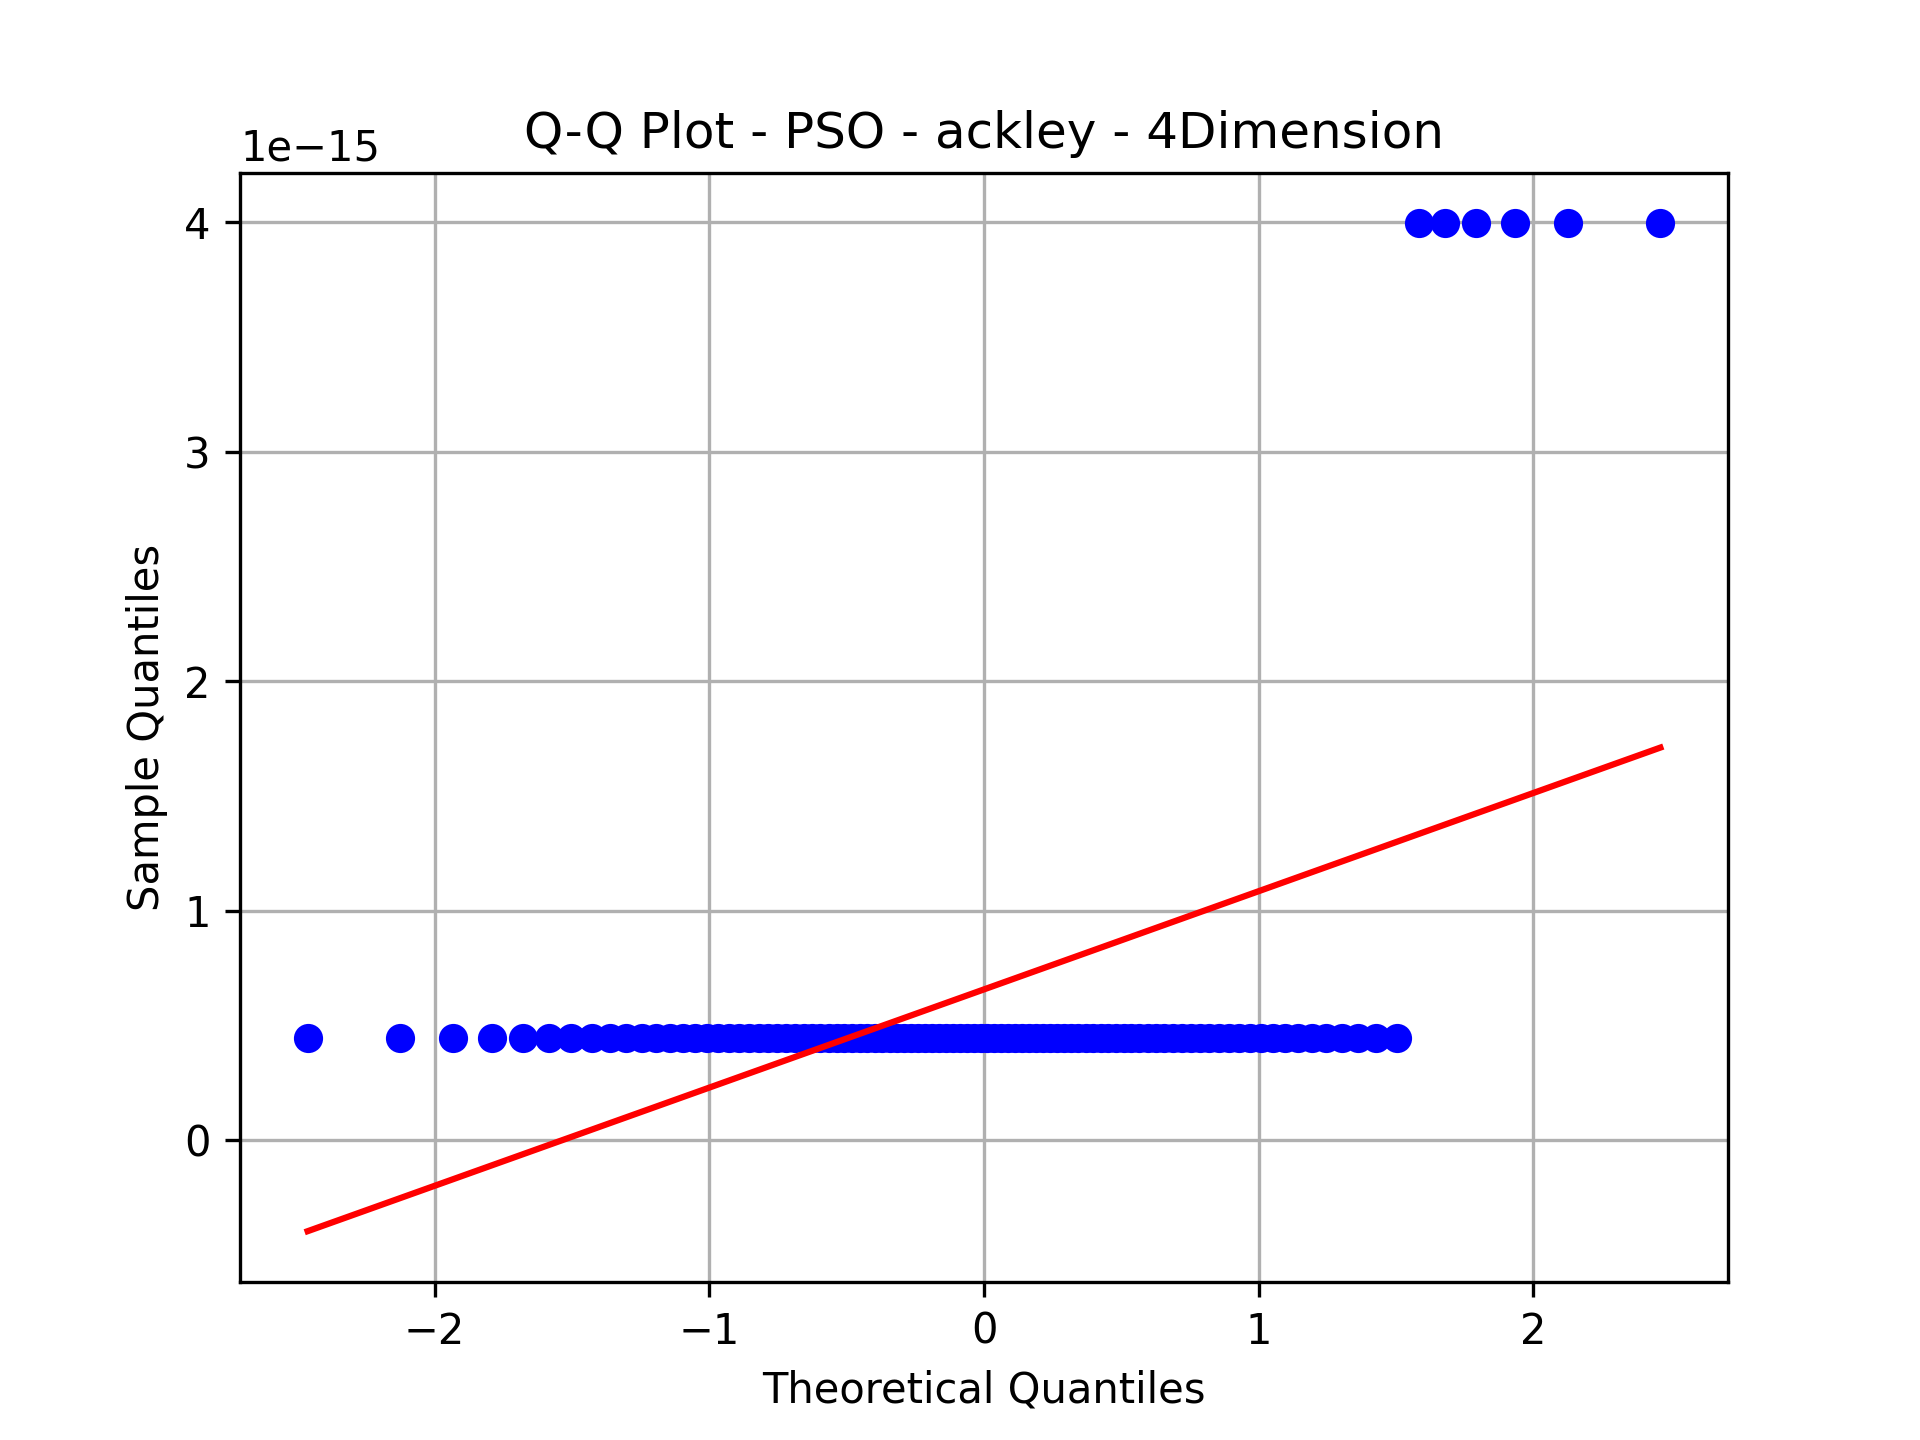 Q-Q Plot - PSO - ackley - 4Dimension
1e−15
4
3
2
1
0
Sample Quantiles
−2 −1 0 1 2
Theoretical Quantiles